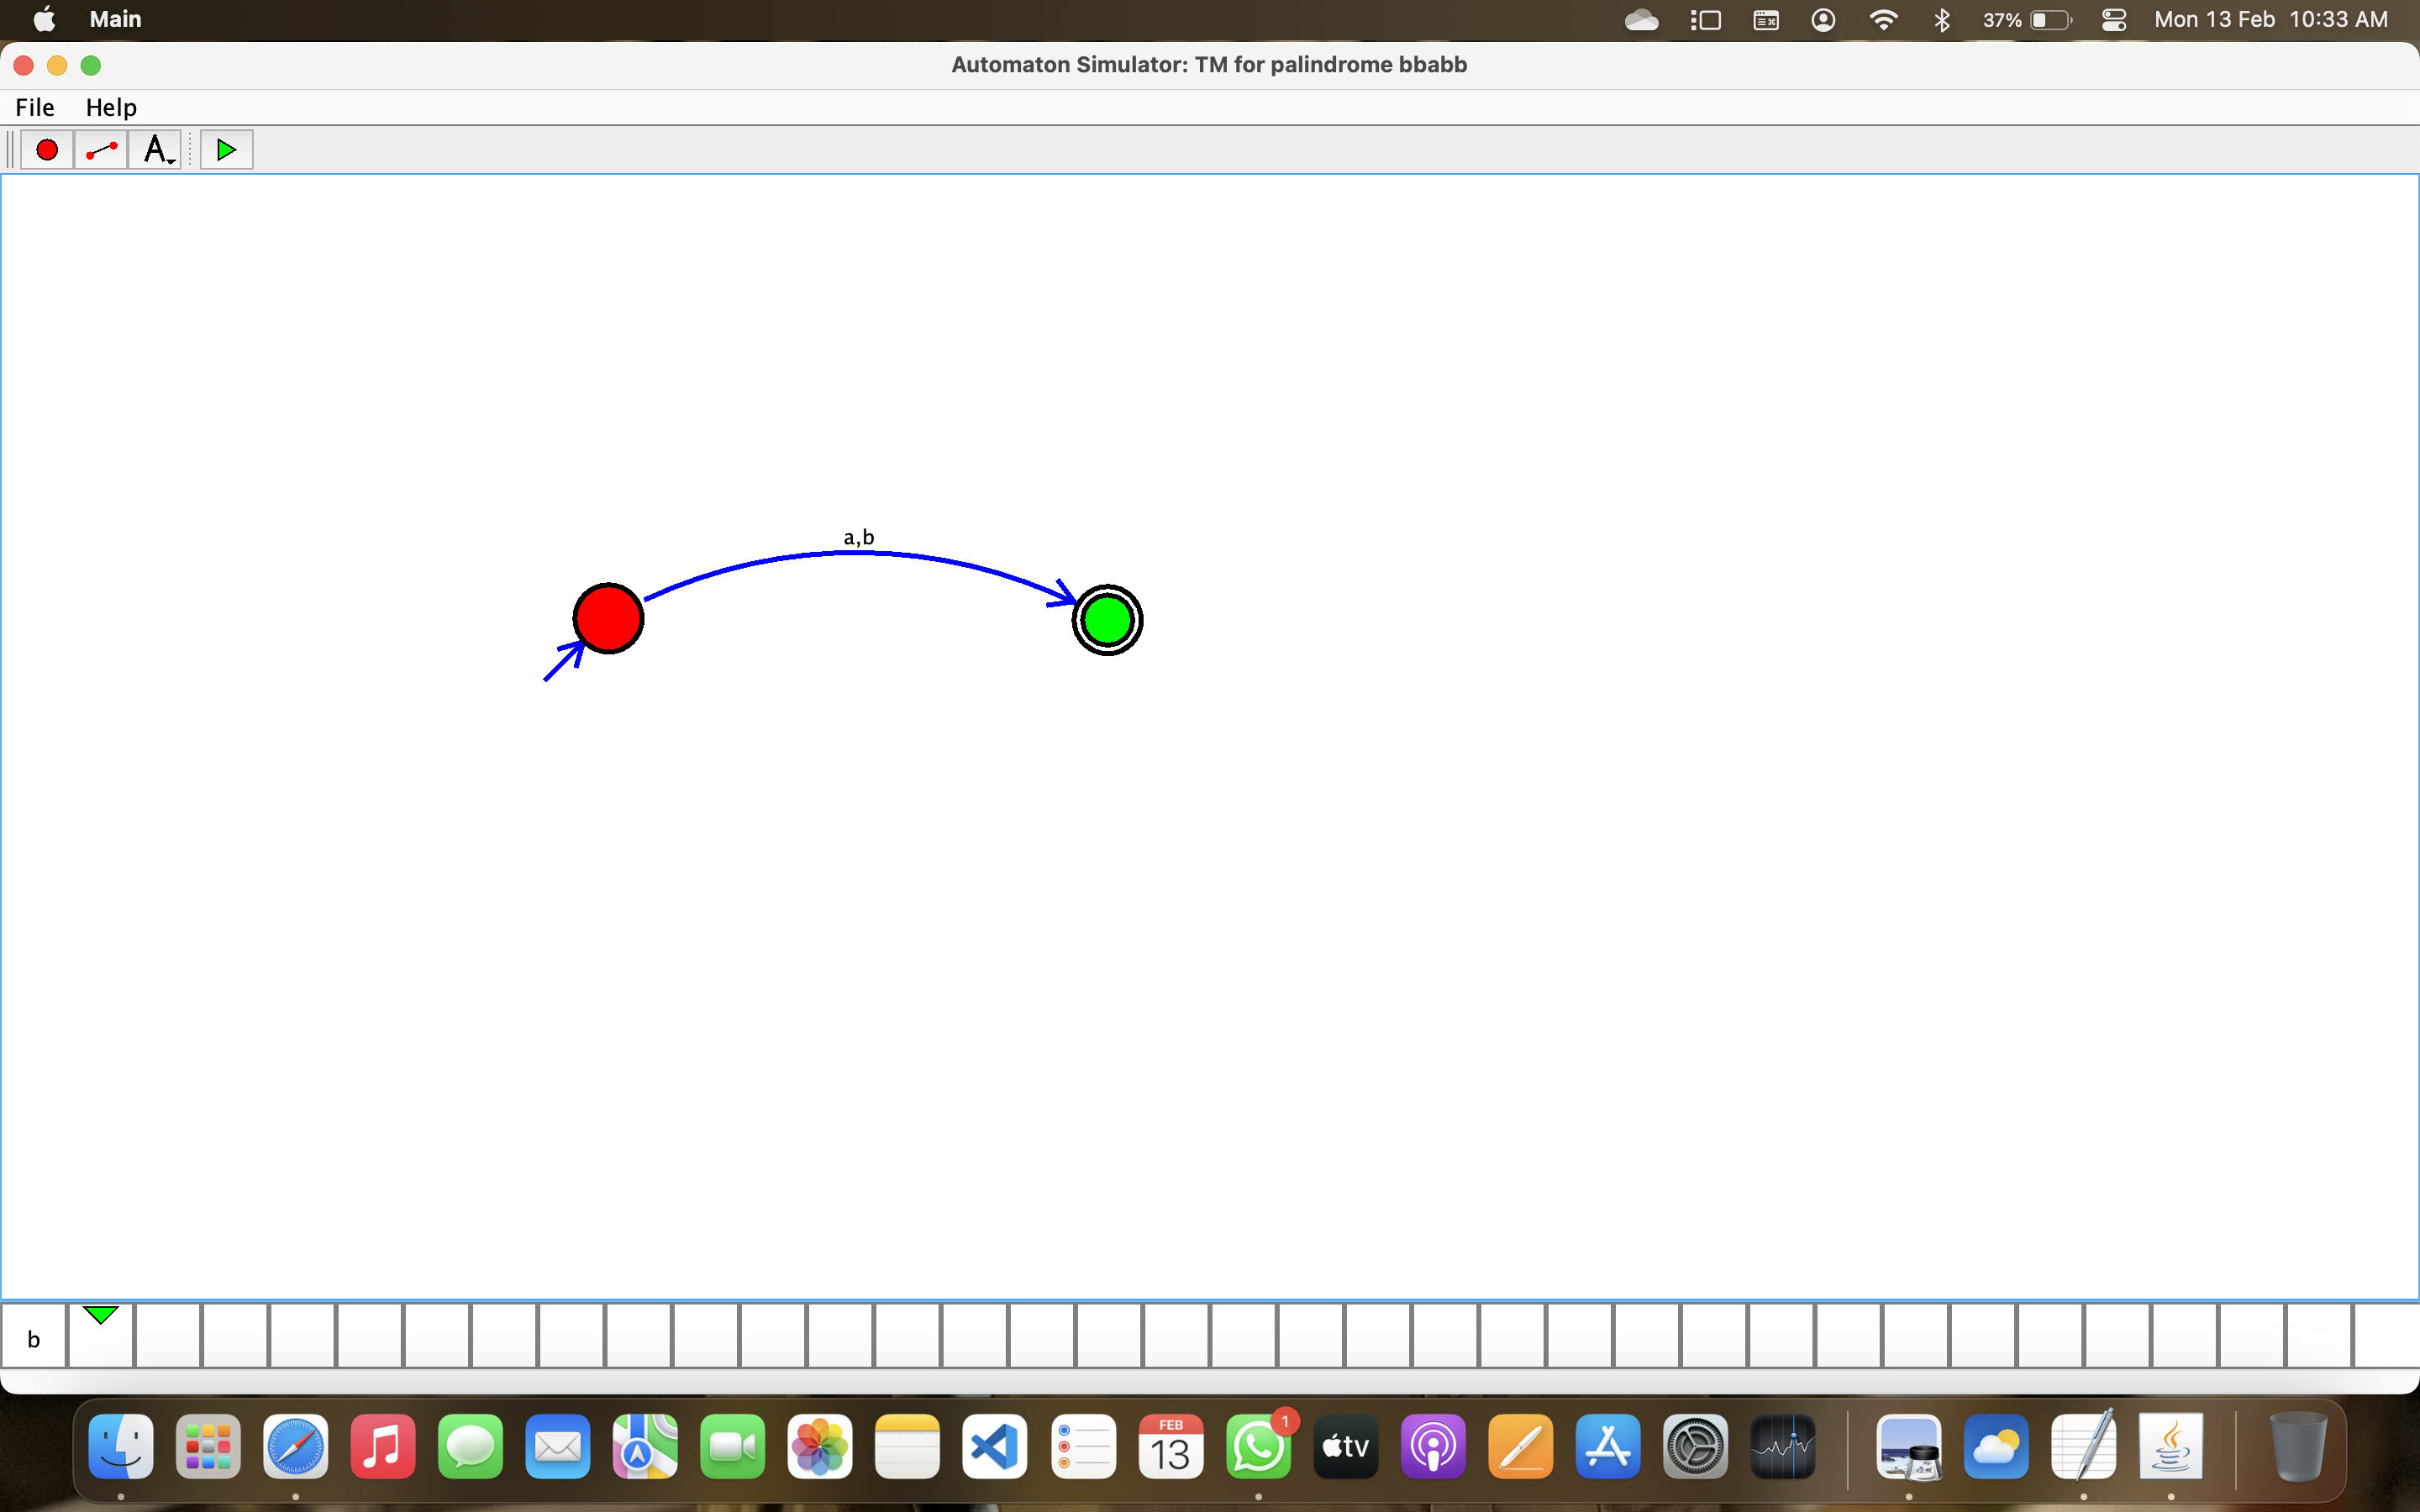 Main 37% Mon 13 Feb 10:33 AM
Automaton Simulator: TM for palindrome bbabb
File Help
A
a,b
b
FEB
13
1
tv